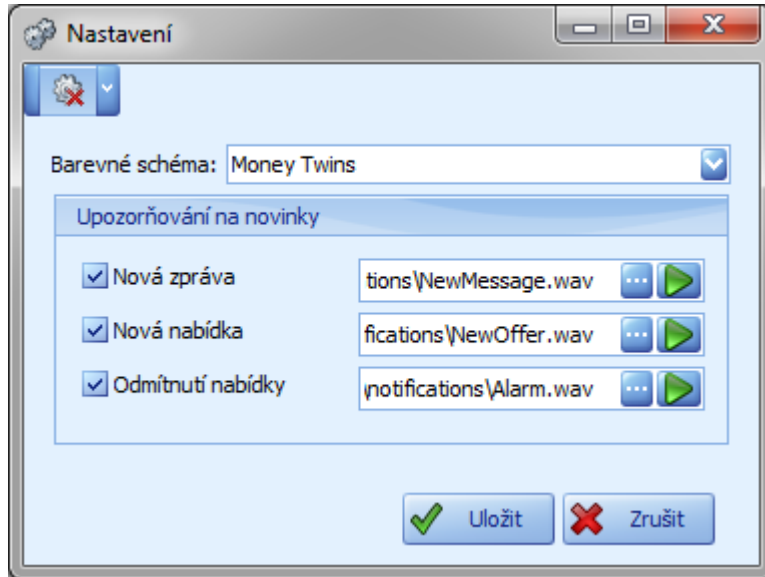 Nastavení
Barevné schéma: Money Twins
Upozorňování na novinky
Nová zpráva tions\NewMessage.wav ...
Nová nabídka fications\NewOffer.wav ...
Odmítnutí nabídky \notifications\Alarm.wav ...
Uložit Zrušit